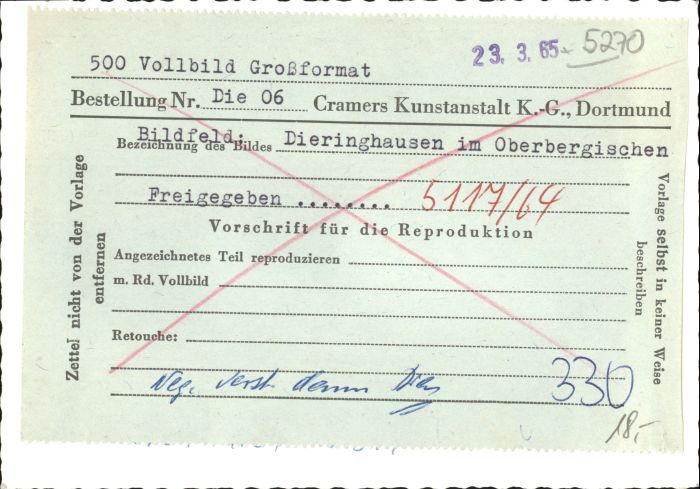 23. 3. 65
5270
500 Vollbild Großformat
Bestellung Nr. Die 06 Cramers Kunstanstalt K.-G., Dortmund
Bildfeld: Dieringhausen im Oberbergischen
Bezeichnung des Bildes
Freigegeben ........ 5117/64
Vorschrift für die Reproduktion
Angezeichnetes Teil reproduzieren
m. Rd. Vollbild
Retouche:
Neg.
330
18,-
Zettel nicht von der Vorlage
entfernen
Vorlage selbst in keiner Weise
beschreiben